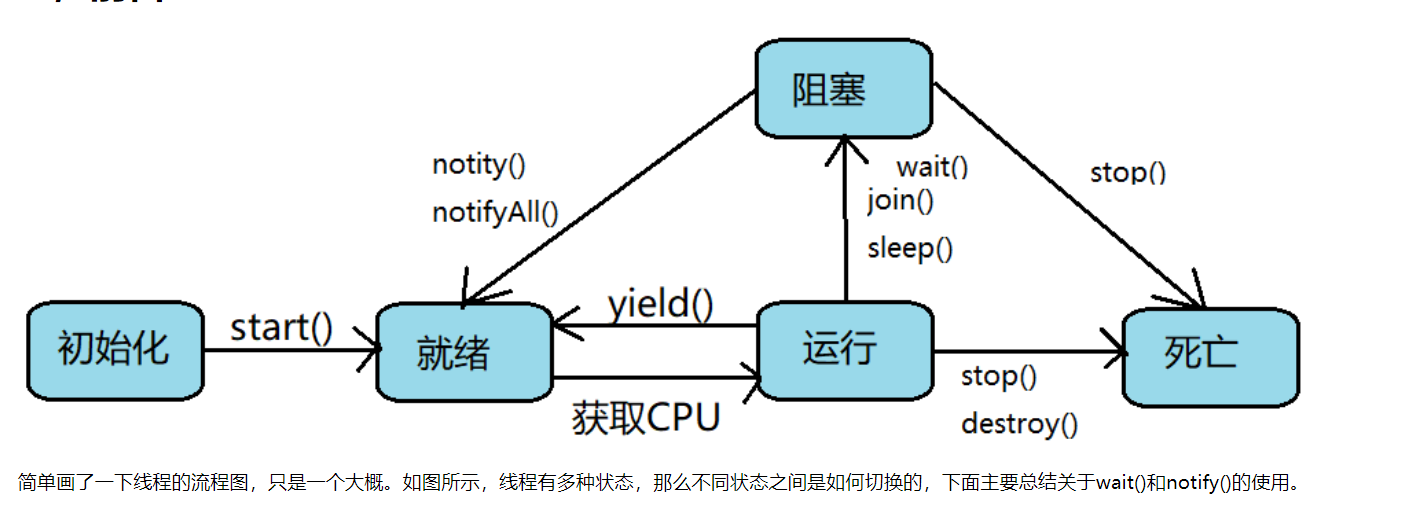 阻塞
notity()
notifyAll()
wait()
join()
sleep()
stop()
初始化
start()
就绪
yield()
获取CPU
运行
stop()
destroy()
死亡
简单画了一下线程的流程图，只是一个大概。如图所示，线程有多种状态，那么不同状态之间是如何切换的，下面主要总结关于wait()和notify()的使用。